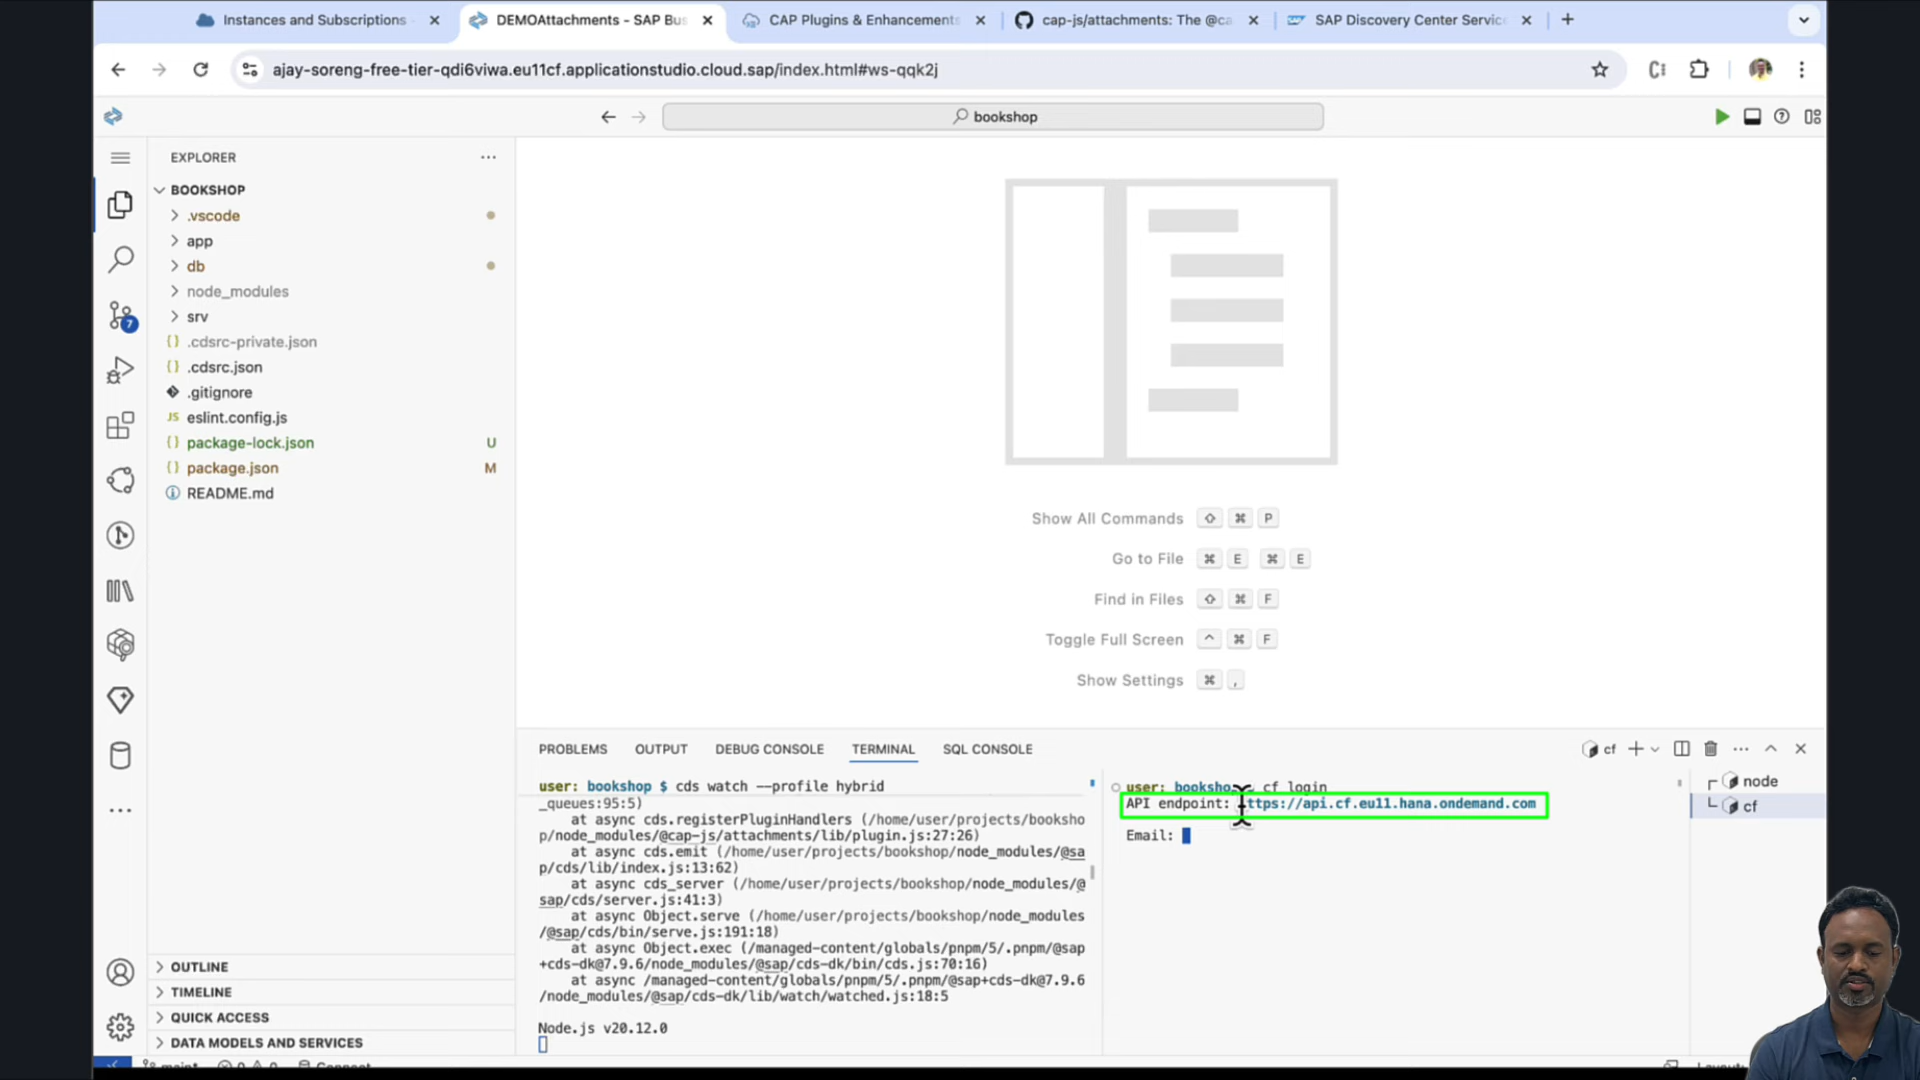 Instances and Subscriptions
DEMOAttachments - SAP Bus
CAP Plugins & Enhancements
cap-js/attachments: The @ca
SAP Discovery Center Servic
ajay-soreng-free-tier-qdi6viwa.eu11cf.applicationstudio.cloud.sap/index.html#ws-qqk2j
bookshop
EXPLORER
BOOKSHOP
.vscode
app
db
node_modules
srv
{} .cdsrc-private.json
{} .cdsrc.json
.gitignore
JS eslint.config.js
{} package-lock.json U
{} package.json M
README.md
7
Show All Commands ⇧ ⌘ P
Go to File ⌘ E ⌘ E
Find in Files ⇧ ⌘ F
Toggle Full Screen ^ ⌘ F
Show Settings ⌘ ,
PROBLEMS OUTPUT DEBUG CONSOLE TERMINAL SQL CONSOLE
cf
user: bookshop $ cds watch --profile hybrid
_queues:95:5)
at async cds.registerPluginHandlers (/home/user/projects/booksho
p/node_modules/@cap-js/attachments/lib/plugin.js:27:26)
at async cds.emit (/home/user/projects/bookshop/node_modules/@sa
p/cds/lib/index.js:13:62)
at async cds_server (/home/user/projects/bookshop/node_modules/@
sap/cds/server.js:41:3)
at async Object.serve (/home/user/projects/bookshop/node_modules
/@sap/cds/bin/serve.js:191:18)
at async Object.exec (/managed-content/globals/pnpm/5/.pnpm/@sap
+cds-dk@7.9.6/node_modules/@sap/cds-dk/bin/cds.js:70:16)
at async /managed-content/globals/pnpm/5/.pnpm/@sap+cds-dk@7.9.6
/node_modules/@sap/cds-dk/lib/watch/watched.js:18:5
Node.js v20.12.0
user: booksho cf login
API endpoint: ttps://api.cf.eu11.hana.ondemand.com
Email:
node
cf
OUTLINE
TIMELINE
QUICK ACCESS
DATA MODELS AND SERVICES